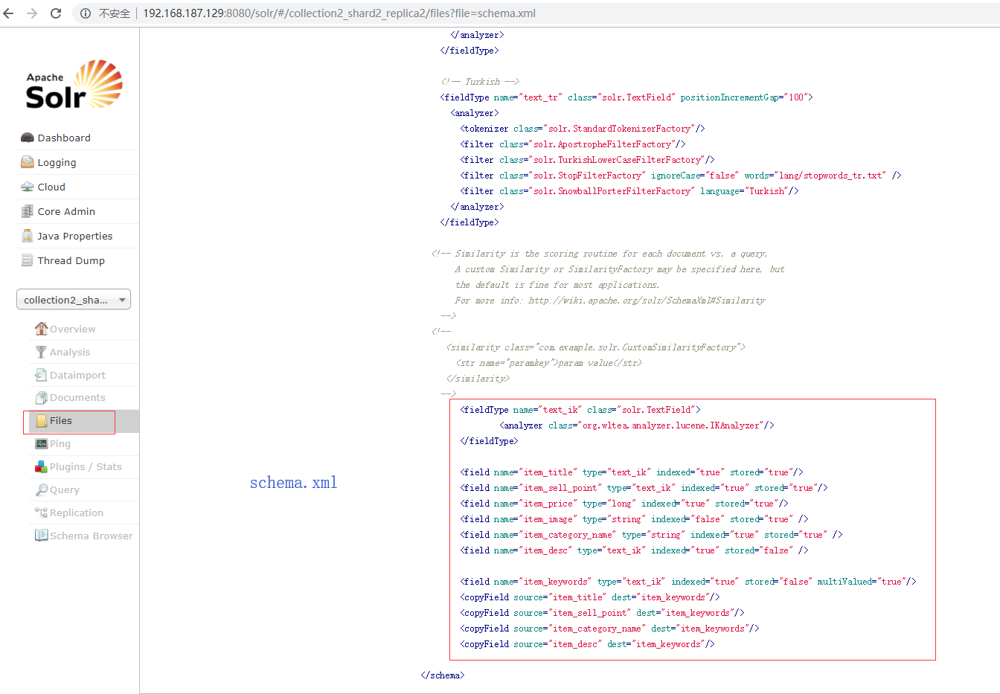 不安全 | 192.168.187.129:8080/solr/#/collection2_shard2_replica2/files?file=schema.xml
Apache
Solr
Dashboard
Logging
Cloud
Core Admin
Java Properties
Thread Dump
collection2_sha...
Overview
Analysis
Dataimport
Documents
Files
Ping
Plugins / Stats
Query
Replication
Schema Browser
schema.xml
</analyzer>
</fieldType>
<!-- Turkish -->
<fieldType name="text_tr" class="solr.TextField" positionIncrementGap="100">
<analyzer>
<tokenizer class="solr.StandardTokenizerFactory"/>
<filter class="solr.ApostropheFilterFactory"/>
<filter class="solr.TurkishLowerCaseFilterFactory"/>
<filter class="solr.StopFilterFactory" ignoreCase="false" words="lang/stopwords_tr.txt" />
<filter class="solr.SnowballPorterFilterFactory" language="Turkish"/>
</analyzer>
</fieldType>
<!-- Similarity is the scoring routine for each document vs. a query.
A custom Similarity or SimilarityFactory may be specified here, but
the default is fine for most applications.
For more info: http://wiki.apache.org/solr/SchemaXml#Similarity
-->
<!--
<similarity class="com.example.solr.CustomSimilarityFactory">
<str name="paramkey">param value</str>
</similarity>
-->
<fieldType name="text_ik" class="solr.TextField">
<analyzer class="org.wltea.analyzer.lucene.IKAnalyzer"/>
</fieldType>
<field name="item_title" type="text_ik" indexed="true" stored="true"/>
<field name="item_sell_point" type="text_ik" indexed="true" stored="true"/>
<field name="item_price" type="long" indexed="true" stored="true"/>
<field name="item_image" type="string" indexed="false" stored="true" />
<field name="item_category_name" type="string" indexed="true" stored="true" />
<field name="item_desc" type="text_ik" indexed="true" stored="false" />
<field name="item_keywords" type="text_ik" indexed="true" stored="false" multiValued="true"/>
<copyField source="item_title" dest="item_keywords"/>
<copyField source="item_sell_point" dest="item_keywords"/>
<copyField source="item_category_name" dest="item_keywords"/>
<copyField source="item_desc" dest="item_keywords"/>
</schema>